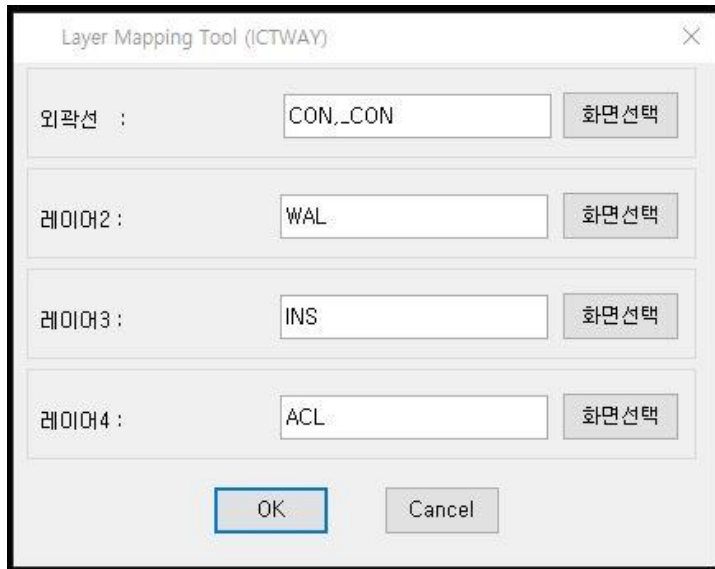 Layer Mapping Tool (ICTWAY)
외곽선 : CON,_CON 화면선택
레이어2 : WAL 화면선택
레이어3 : INS 화면선택
레이어4 : ACL 화면선택
OK Cancel